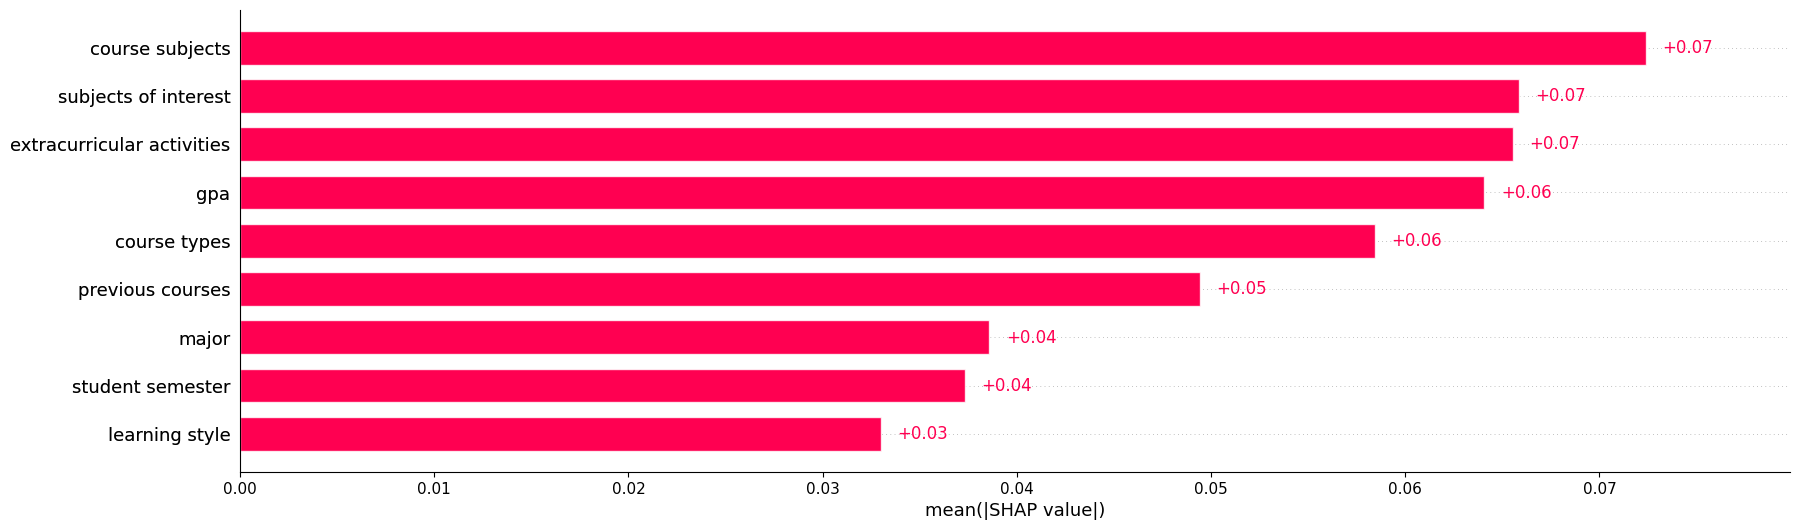 course subjects +0.07
subjects of interest +0.07
extracurricular activities +0.07
gpa +0.06
course types +0.06
previous courses +0.05
major +0.04
student semester +0.04
learning style +0.03
0.00 0.01 0.02 0.03 0.04 0.05 0.06 0.07
mean(|SHAP value|)